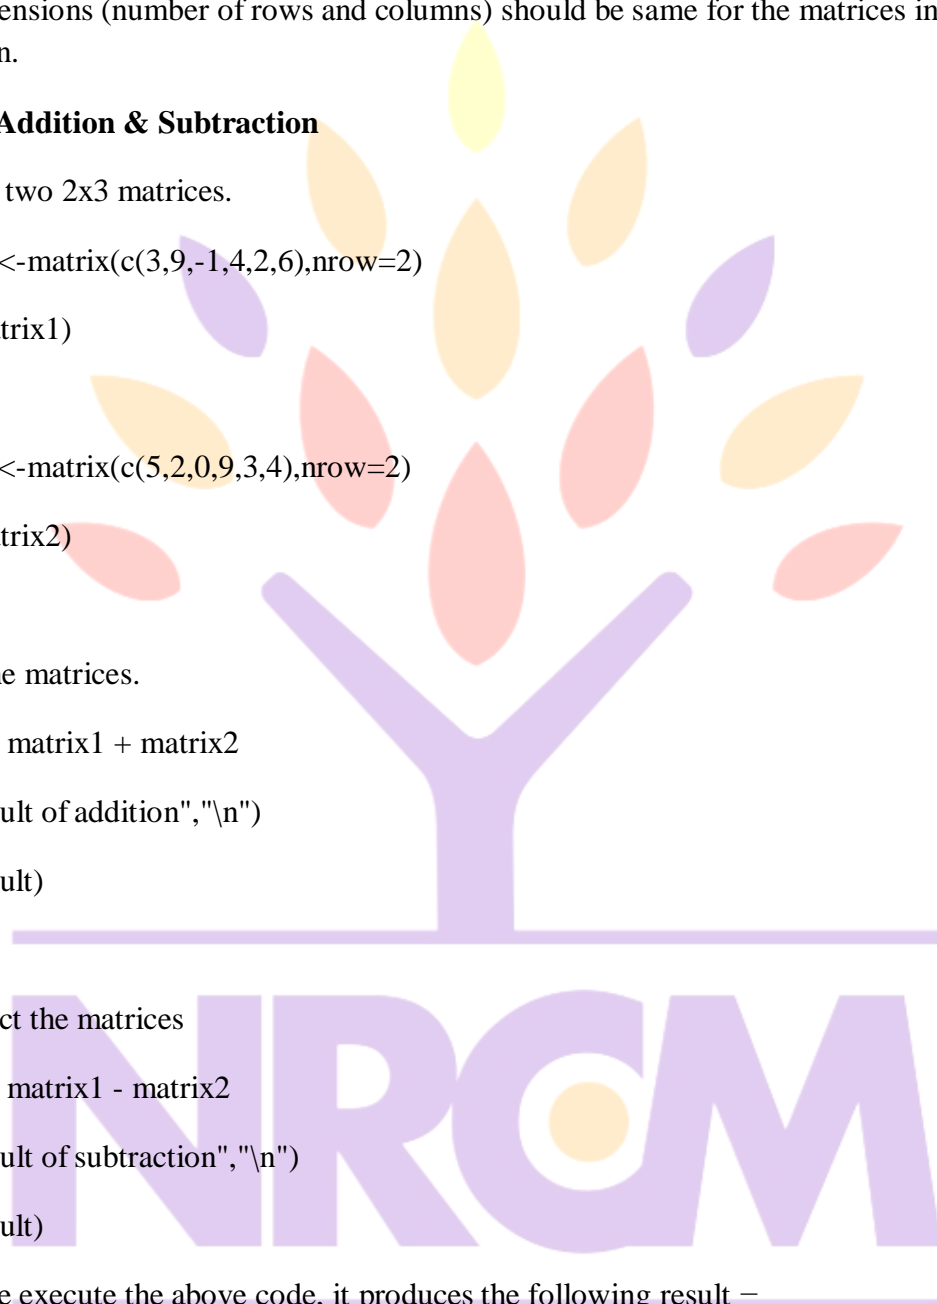 ensions (number of rows and columns) should be same for the matrices in
n.
Addition & Subtraction
two 2x3 matrices.
<-matrix(c(3,9,-1,4,2,6),nrow=2)
trix1)
<-matrix(c(5,2,0,9,3,4),nrow=2)
trix2)
e matrices.
matrix1 + matrix2
ult of addition","\n")
ult)
ct the matrices
matrix1 - matrix2
ult of subtraction","\n")
ult)
e execute the above code, it produces the following result −
NRCM